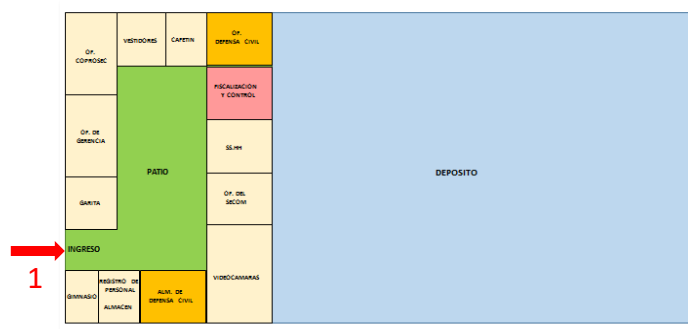 OF.
COPROSEC
VESTIDORES
CAFETIN
OF.
DEFENSA CIVIL
FISCALIZACIÓN
Y CONTROL
OF. DE
GERENCIA
SS.HH
PATIO
DEPOSITO
GARITA
OF. DEL
SECOM
INGRESO
1
GIMNASIO
REGISTRO DE
PERSONAL
ALMACEN
ALM. DE
DEFENSA CIVIL
VIDEOCAMARAS